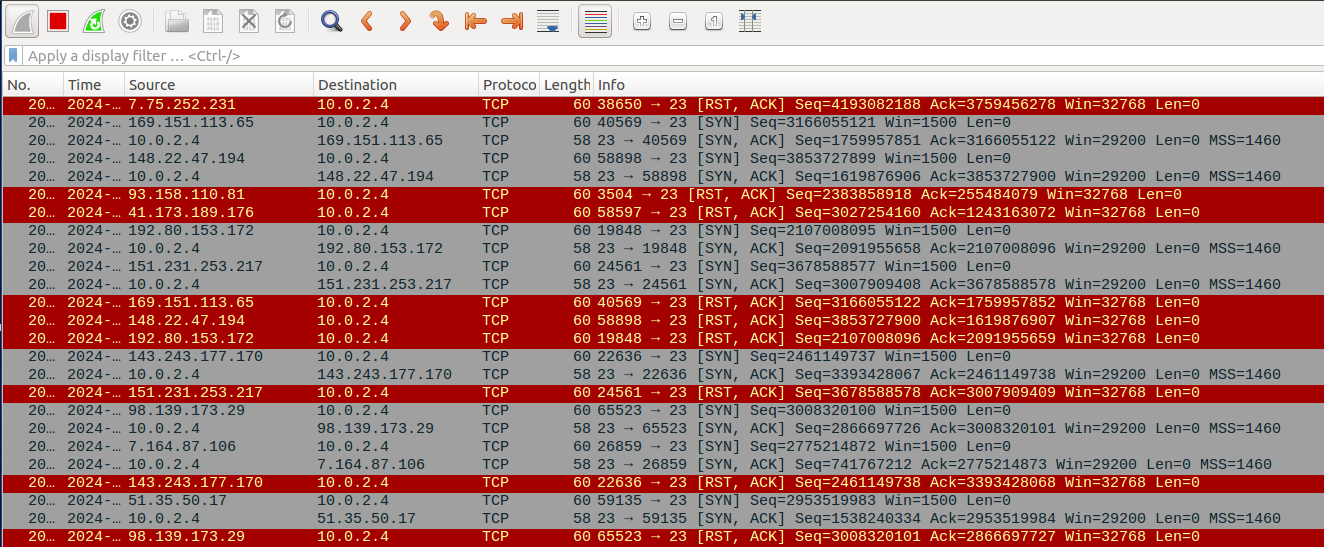 Apply a display filter … <Ctrl-/>
No. Time Source Destination Protoco Length Info
20… 2024-… 7.75.252.231 10.0.2.4 TCP 60 38650 → 23 [RST, ACK] Seq=4193082188 Ack=3759456278 Win=32768 Len=0
20… 2024-… 169.151.113.65 10.0.2.4 TCP 60 40569 → 23 [SYN] Seq=3166055121 Win=1500 Len=0
20… 2024-… 10.0.2.4 169.151.113.65 TCP 58 23 → 40569 [SYN, ACK] Seq=1759957851 Ack=3166055122 Win=29200 Len=0 MSS=1460
20… 2024-… 148.22.47.194 10.0.2.4 TCP 60 58898 → 23 [SYN] Seq=3853727899 Win=1500 Len=0
20… 2024-… 10.0.2.4 148.22.47.194 TCP 58 23 → 58898 [SYN, ACK] Seq=1619876906 Ack=3853727900 Win=29200 Len=0 MSS=1460
20… 2024-… 93.158.110.81 10.0.2.4 TCP 60 3504 → 23 [RST, ACK] Seq=2383858918 Ack=255484079 Win=32768 Len=0
20… 2024-… 41.173.189.176 10.0.2.4 TCP 60 58597 → 23 [RST, ACK] Seq=3027254160 Ack=1243163072 Win=32768 Len=0
20… 2024-… 192.80.153.172 10.0.2.4 TCP 60 19848 → 23 [SYN] Seq=2107008095 Win=1500 Len=0
20… 2024-… 10.0.2.4 192.80.153.172 TCP 58 23 → 19848 [SYN, ACK] Seq=2091955658 Ack=2107008096 Win=29200 Len=0 MSS=1460
20… 2024-… 151.231.253.217 10.0.2.4 TCP 60 24561 → 23 [SYN] Seq=3678588577 Win=1500 Len=0
20… 2024-… 10.0.2.4 151.231.253.217 TCP 58 23 → 24561 [SYN, ACK] Seq=3007909408 Ack=3678588578 Win=29200 Len=0 MSS=1460
20… 2024-… 169.151.113.65 10.0.2.4 TCP 60 40569 → 23 [RST, ACK] Seq=3166055122 Ack=1759957852 Win=32768 Len=0
20… 2024-… 148.22.47.194 10.0.2.4 TCP 60 58898 → 23 [RST, ACK] Seq=3853727900 Ack=1619876907 Win=32768 Len=0
20… 2024-… 192.80.153.172 10.0.2.4 TCP 60 19848 → 23 [RST, ACK] Seq=2107008096 Ack=2091955659 Win=32768 Len=0
20… 2024-… 143.243.177.170 10.0.2.4 TCP 60 22636 → 23 [SYN] Seq=2461149737 Win=1500 Len=0
20… 2024-… 10.0.2.4 143.243.177.170 TCP 58 23 → 22636 [SYN, ACK] Seq=3393428067 Ack=2461149738 Win=29200 Len=0 MSS=1460
20… 2024-… 151.231.253.217 10.0.2.4 TCP 60 24561 → 23 [RST, ACK] Seq=3678588578 Ack=3007909409 Win=32768 Len=0
20… 2024-… 98.139.173.29 10.0.2.4 TCP 60 65523 → 23 [SYN] Seq=3008320100 Win=1500 Len=0
20… 2024-… 10.0.2.4 98.139.173.29 TCP 58 23 → 65523 [SYN, ACK] Seq=2866697726 Ack=3008320101 Win=29200 Len=0 MSS=1460
20… 2024-… 7.164.87.106 10.0.2.4 TCP 60 26859 → 23 [SYN] Seq=2775214872 Win=1500 Len=0
20… 2024-… 10.0.2.4 7.164.87.106 TCP 58 23 → 26859 [SYN, ACK] Seq=741767212 Ack=2775214873 Win=29200 Len=0 MSS=1460
20… 2024-… 143.243.177.170 10.0.2.4 TCP 60 22636 → 23 [RST, ACK] Seq=2461149738 Ack=3393428068 Win=32768 Len=0
20… 2024-… 51.35.50.17 10.0.2.4 TCP 60 59135 → 23 [SYN] Seq=2953519983 Win=1500 Len=0
20… 2024-… 10.0.2.4 51.35.50.17 TCP 58 23 → 59135 [SYN, ACK] Seq=1538240334 Ack=2953519984 Win=29200 Len=0 MSS=1460
20… 2024-… 98.139.173.29 10.0.2.4 TCP 60 65523 → 23 [RST, ACK] Seq=3008320101 Ack=2866697727 Win=32768 Len=0